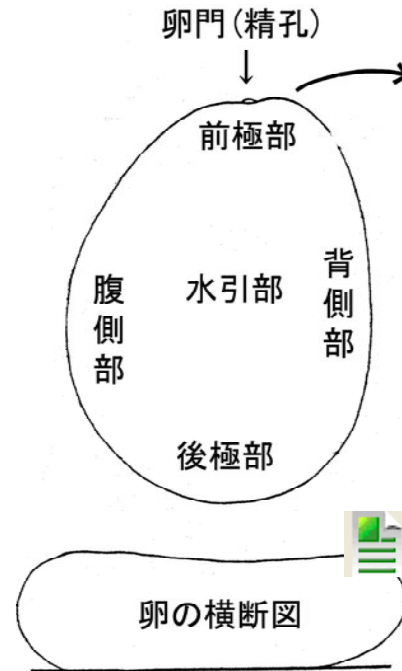 卵門(精孔)
前極部
腹側部
水引部
背側部
後極部
卵の横断図